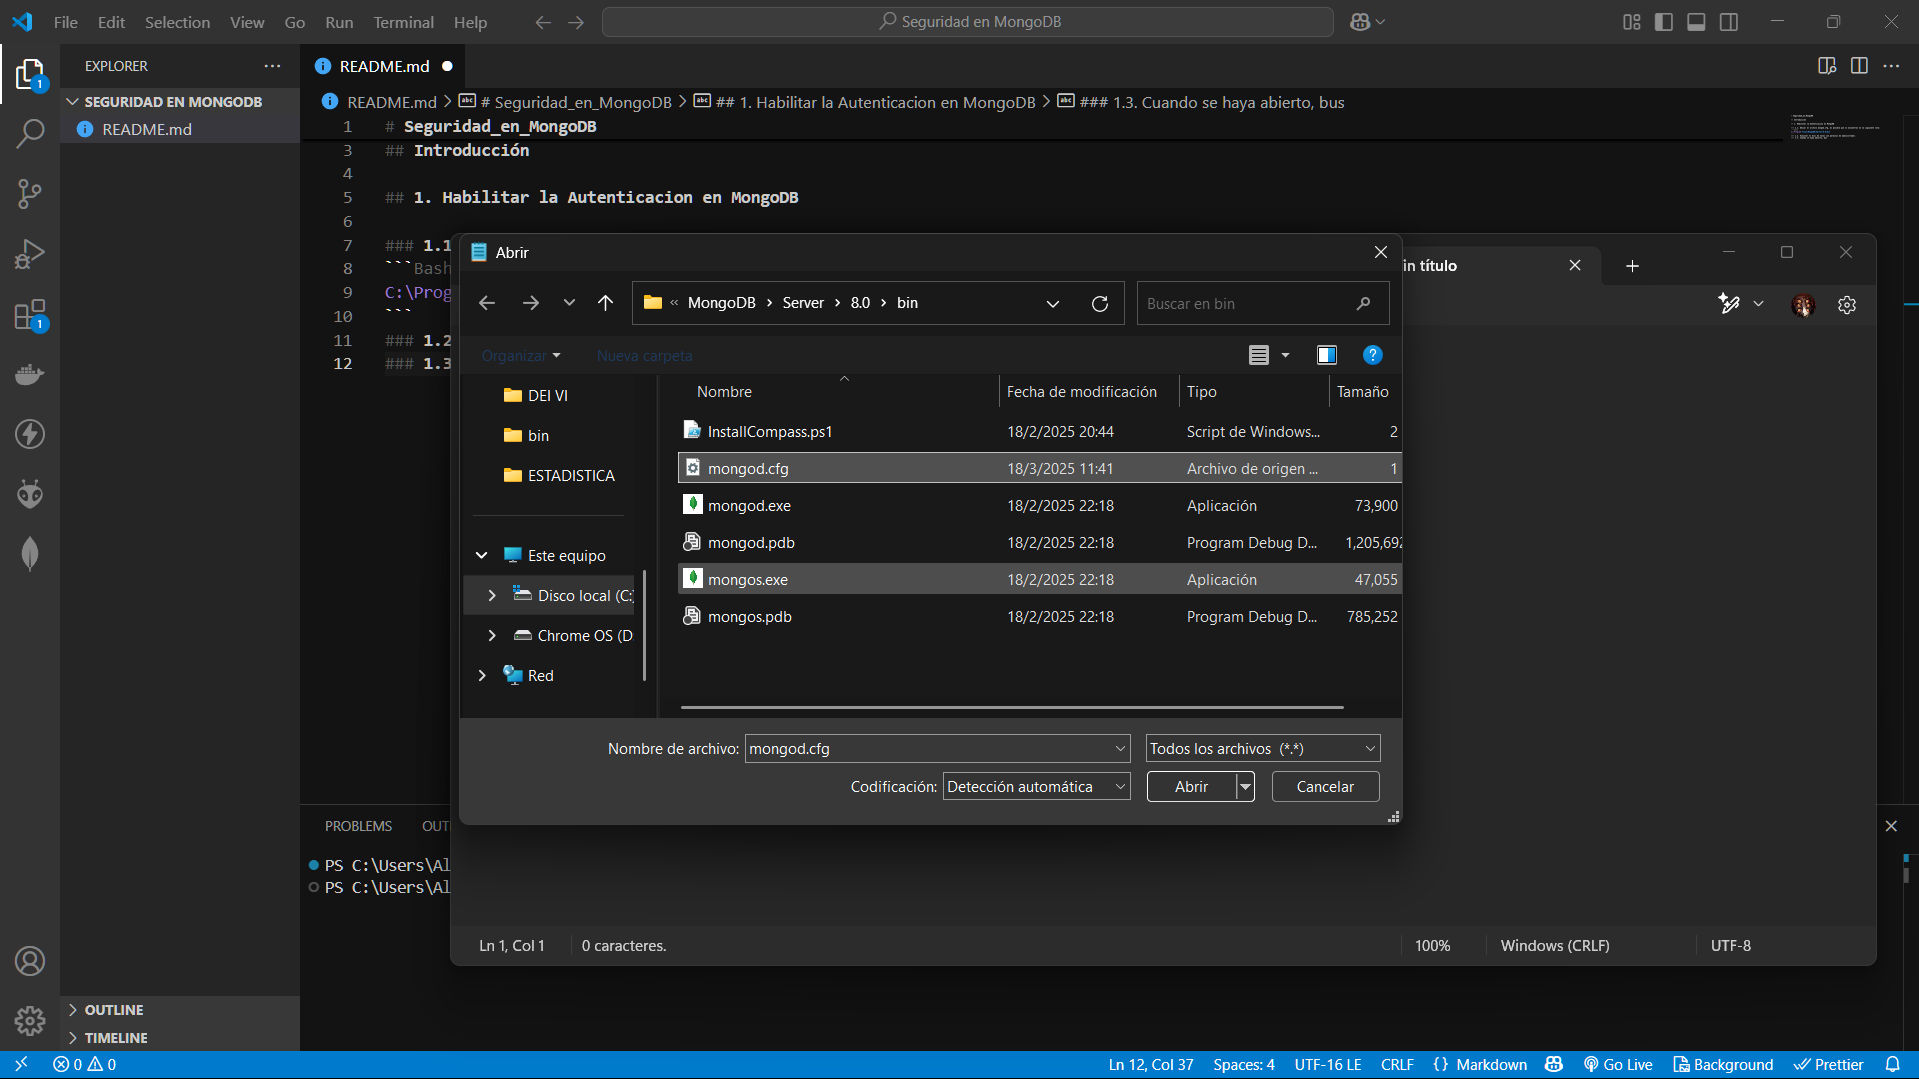 File Edit Selection View Go Run Terminal Help
Seguridad en MongoDB
EXPLORER
SEGURIDAD EN MONGODB
README.md
OUTLINE
TIMELINE
1
1
README.md
README.md > # Seguridad_en_MongoDB > ## 1. Habilitar la Autenticacion en MongoDB > ### 1.3. Cuando se haya abierto, bus
1 # Seguridad_en_MongoDB
3 ## Introducción
4
5 ## 1. Habilitar la Autenticacion en MongoDB
6
7 ### 1.1
8 ```Bash
9 C:\Prog
10 ```
11 ### 1.2
12 ### 1.3
Abrir
« MongoDB > Server > 8.0 > bin
Buscar en bin
Organizar
Nueva carpeta
DEI VI
bin
ESTADISTICA
Este equipo
Disco local (C:)
Chrome OS (D
Red
Nombre Fecha de modificación Tipo Tamaño
InstallCompass.ps1 18/2/2025 20:44 Script de Windows... 2
mongod.cfg 18/3/2025 11:41 Archivo de origen ... 1
mongod.exe 18/2/2025 22:18 Aplicación 73,900
mongod.pdb 18/2/2025 22:18 Program Debug D... 1,205,692
mongos.exe 18/2/2025 22:18 Aplicación 47,055
mongos.pdb 18/2/2025 22:18 Program Debug D... 785,252
Nombre de archivo: mongod.cfg
Todos los archivos (*.*)
Codificación: Detección automática
Abrir
Cancelar
in título
Ln 1, Col 1
0 caracteres.
100%
Windows (CRLF)
UTF-8
PROBLEMS OUT
PS C:\Users\Al
PS C:\Users\Al
0 0
Ln 12, Col 37 Spaces: 4 UTF-16 LE CRLF {} Markdown Go Live Background Prettier